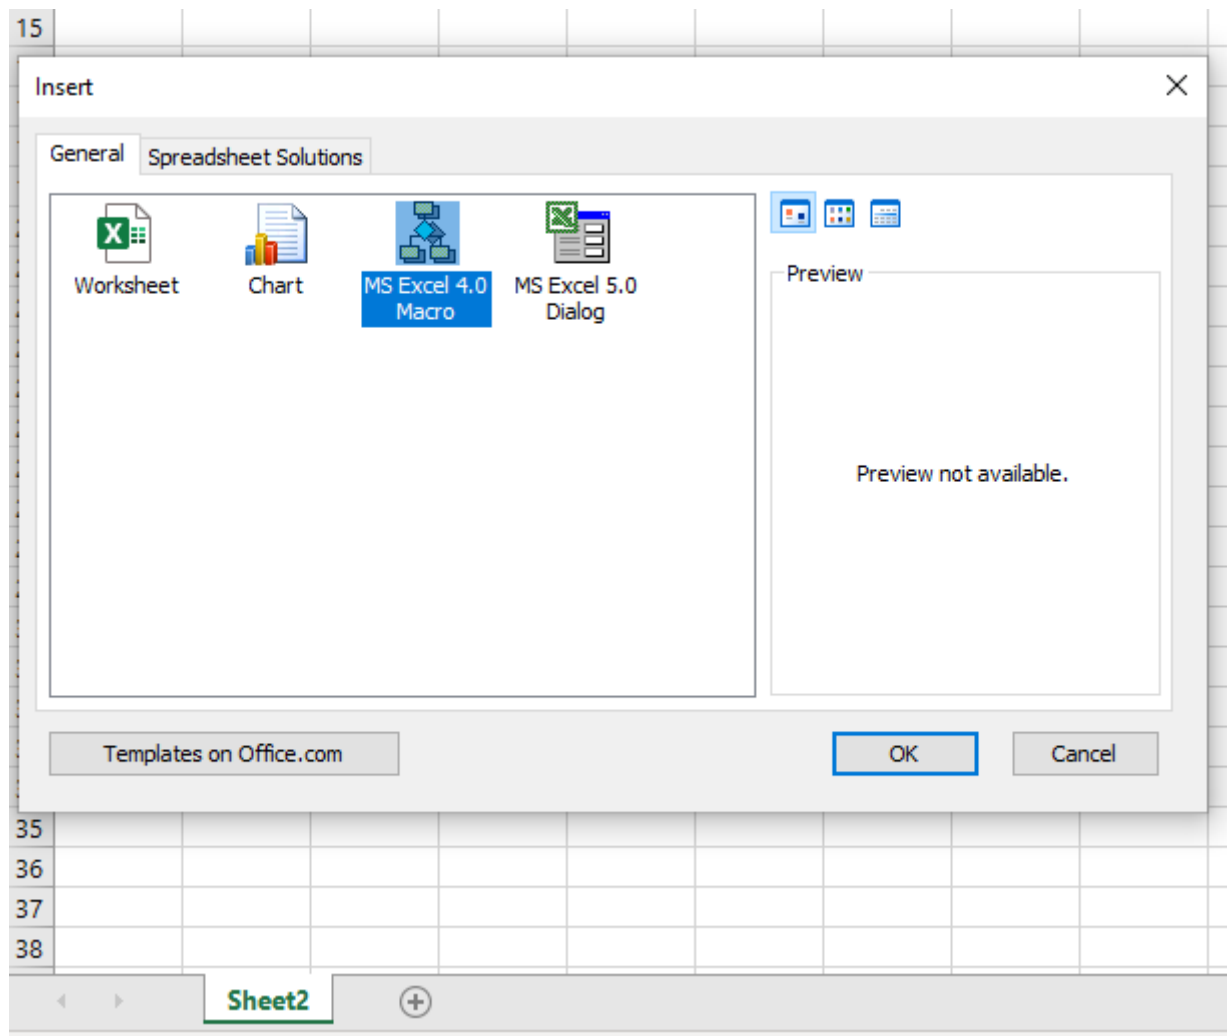 15
Insert
General
Spreadsheet Solutions
Worksheet
Chart
MS Excel 4.0
Macro
MS Excel 5.0
Dialog
Preview
Preview not available.
Templates on Office.com
OK
Cancel
35
36
37
38
Sheet2